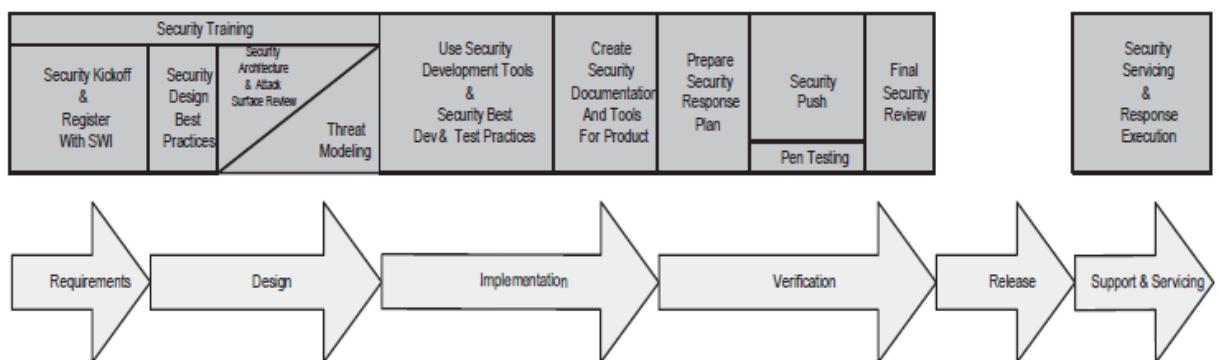 Security Training
Security Kickoff
&
Register
With SWI
Security
Design
Best
Practices
Security
Architecture
& Attack
Surface Review
Threat
Modeling
Use Security
Development Tools
&
Security Best
Dev & Test Practices
Create
Security
Documentation
And Tools
For Product
Prepare
Security
Response
Plan
Security
Push
Pen Testing
Final
Security
Review
Security
Servicing
&
Response
Execution
Requirements
Design
Implementation
Verification
Release
Support & Servicing